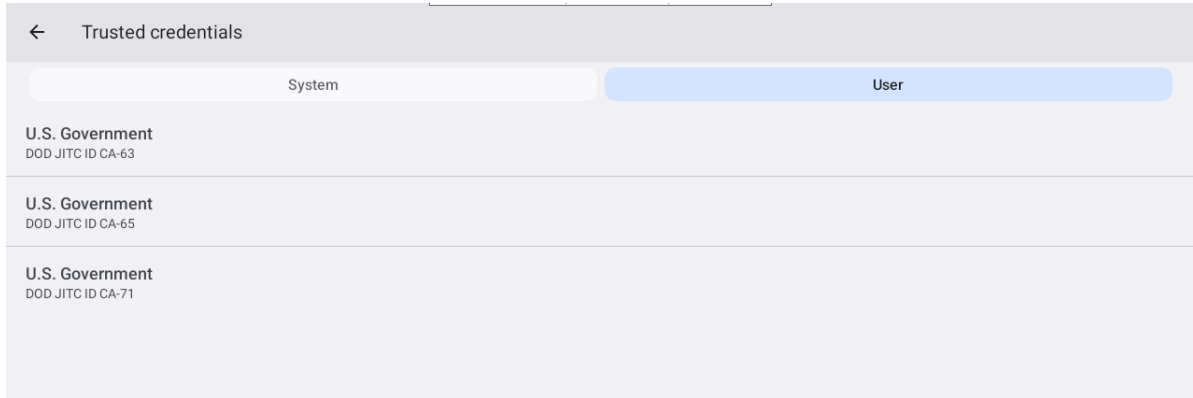 Trusted credentials
System
User
U.S. Government
DOD JITC ID CA-63
U.S. Government
DOD JITC ID CA-65
U.S. Government
DOD JITC ID CA-71